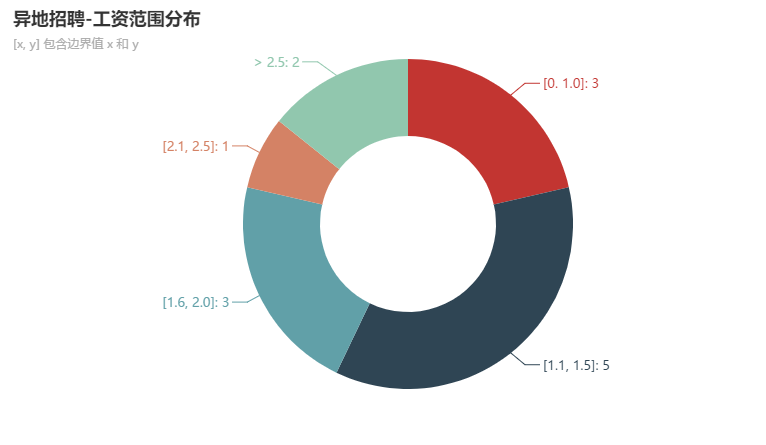 异地招聘-工资范围分布
[x, y] 包含边界值 x 和 y
> 2.5: 2
[0. 1.0]: 3
[2.1, 2.5]: 1
[1.6, 2.0]: 3
[1.1, 1.5]: 5